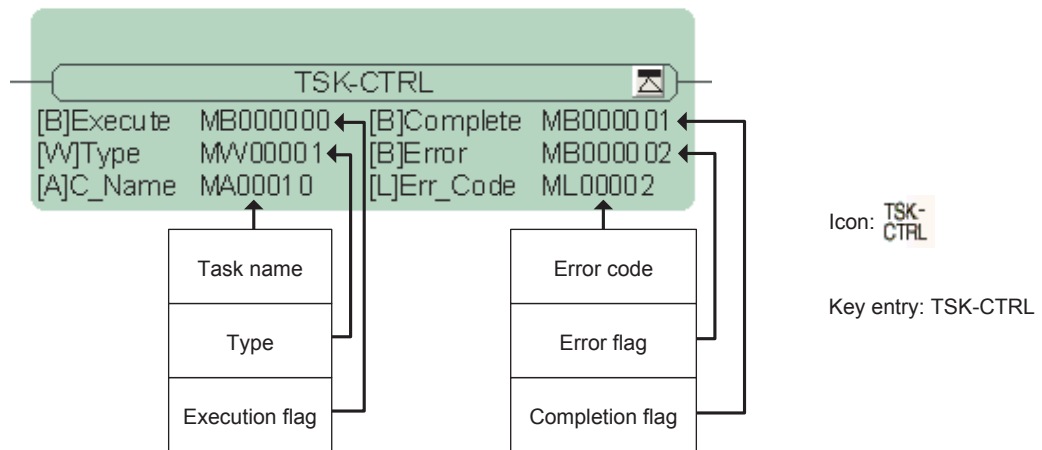 TSK-CTRL
[B]Execute MB000000 [B]Complete MB000001
[W]Type MW00001 [B]Error MB000002
[A]C_Name MA00010 [L]Err_Code ML00002
Task name
Type
Execution flag
Error code
Error flag
Completion flag
Icon: TSK-
CTRL
Key entry: TSK-CTRL